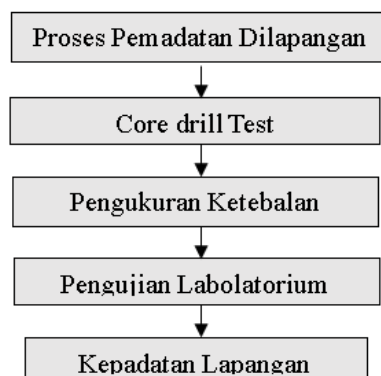 Proses Pemadatan Dilapangan
Core drill Test
Pengukuran Ketebalan
Pengujian Labolatorium
Kepadatan Lapangan